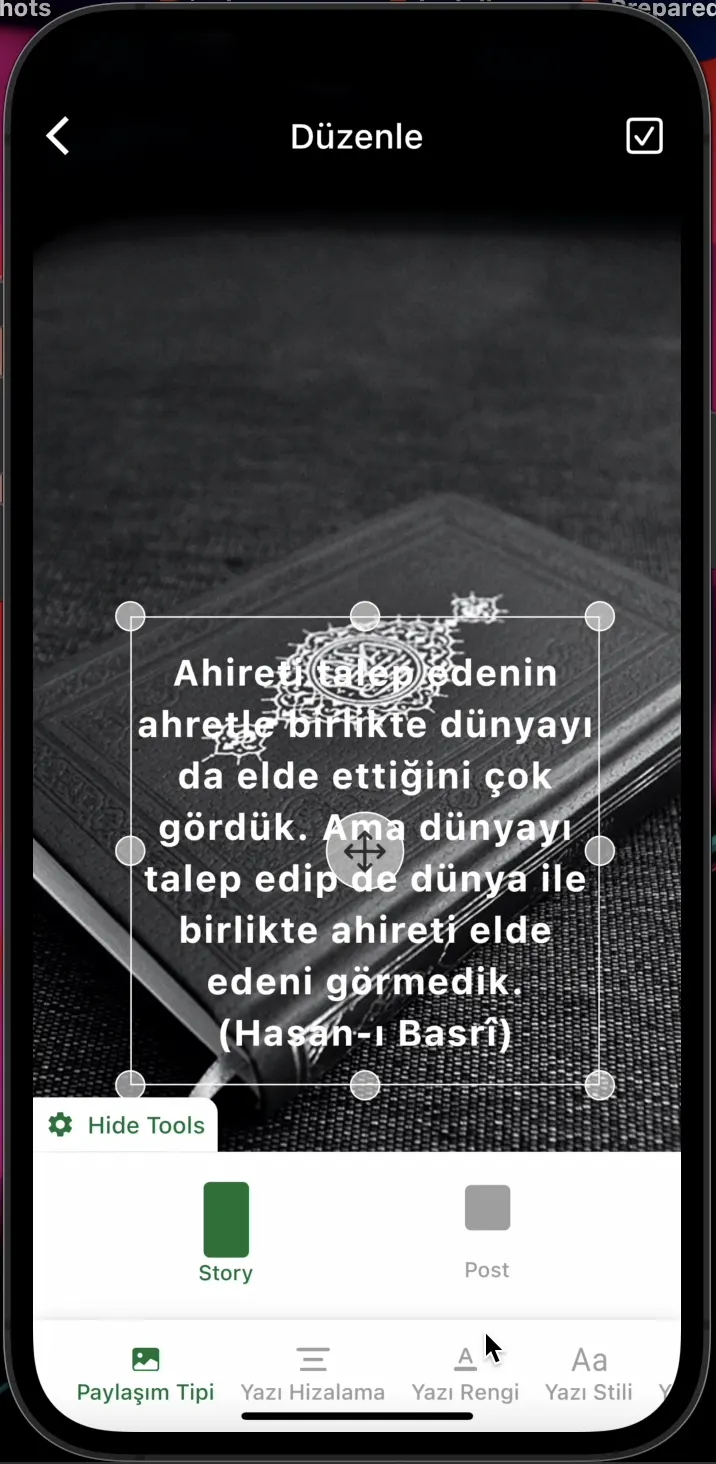 hots
Prepared
Düzenle
Ahireti talep edenin
ahretle birlikte dünyayı
da elde ettiğini çok
gördük. Ama dünyayı
talep edip de dünya ile
birlikte ahireti elde
edeni görmedik.
(Hasan-ı Basrî)
Hide Tools
Story
Post
Paylaşım Tipi
Yazı Hizalama
A
Yazı Rengi
Aa
Yazı Stili
Y